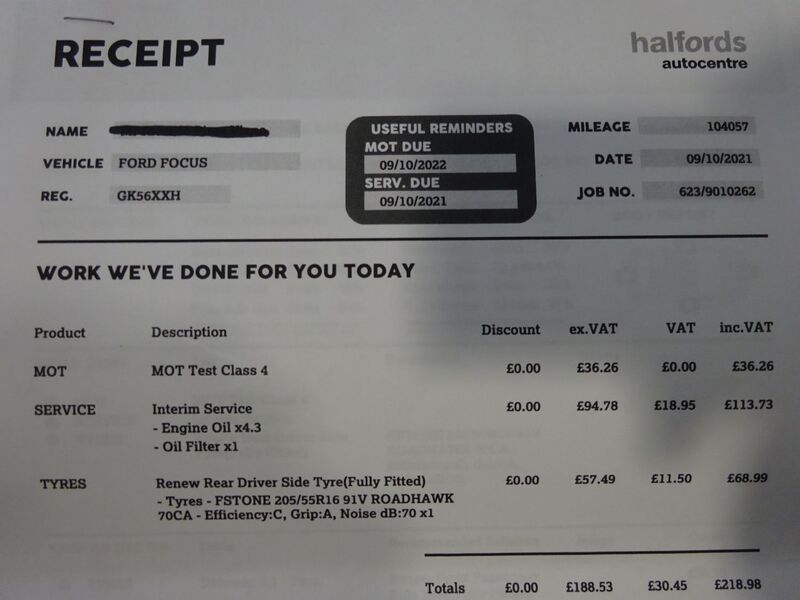 RECEIPT
halfords
autocentre
NAME
VEHICLE FORD FOCUS
REG. GK56XXH
USEFUL REMINDERS
MOT DUE
09/10/2022
SERV. DUE
09/10/2021
MILEAGE 104057
DATE 09/10/2021
JOB NO. 623/9010262
WORK WE'VE DONE FOR YOU TODAY
Product Description Discount ex.VAT VAT inc.VAT
MOT MOT Test Class 4 £0.00 £36.26 £0.00 £36.26
SERVICE Interim Service £0.00 £94.78 £18.95 £113.73
- Engine Oil x4.3
- Oil Filter x1
TYRES Renew Rear Driver Side Tyre(Fully Fitted) £0.00 £57.49 £11.50 £68.99
- Tyres - FSTONE 205/55R16 91V ROADHAWK
70CA - Efficiency:C, Grip:A, Noise dB:70 x1
Totals £0.00 £188.53 £30.45 £218.98